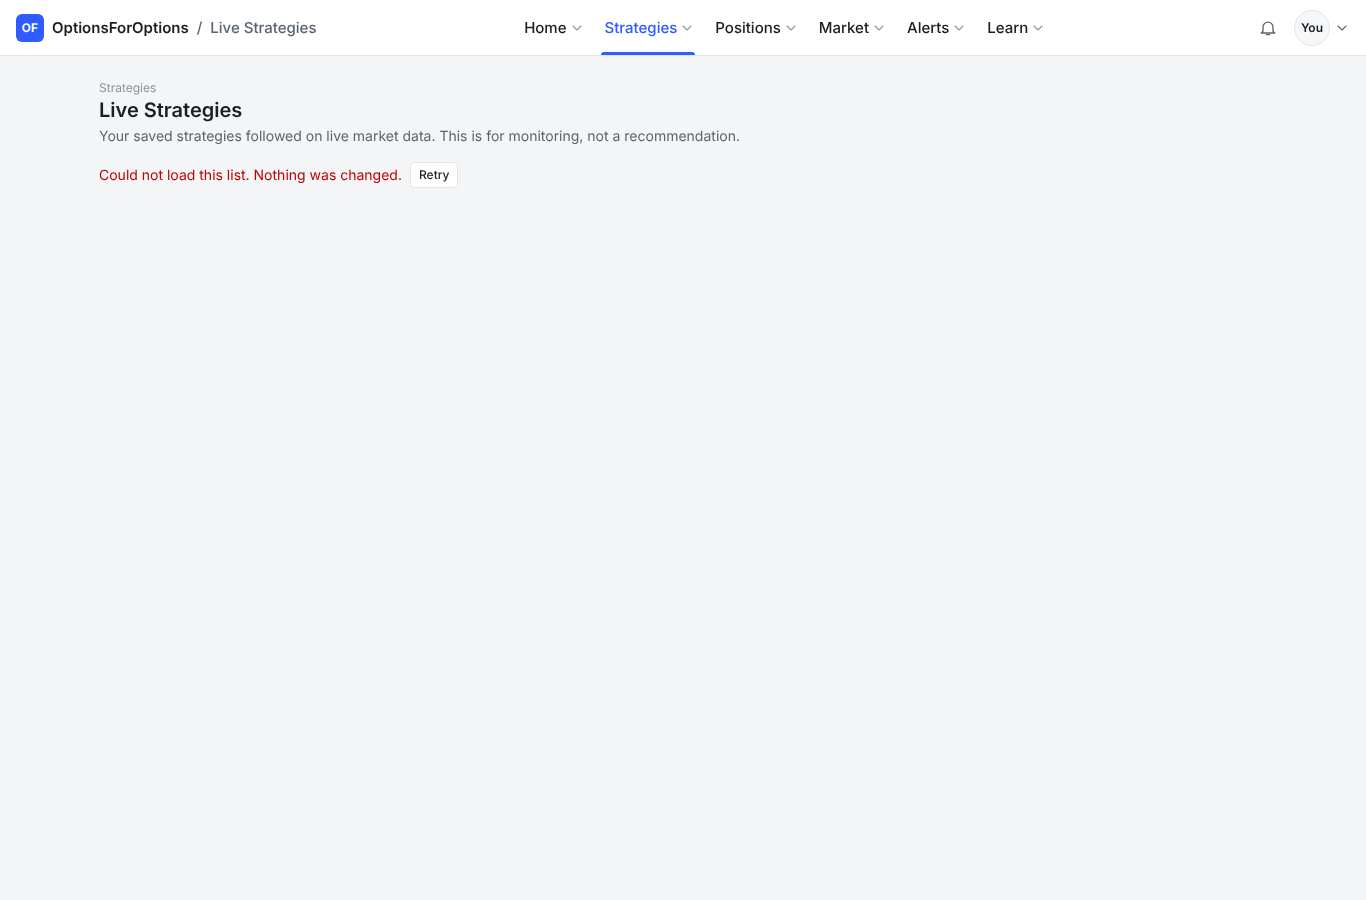 OF OptionsForOptions / Live Strategies Home Strategies Positions Market Alerts Learn You
Strategies
Live Strategies
Your saved strategies followed on live market data. This is for monitoring, not a recommendation.
Could not load this list. Nothing was changed. Retry